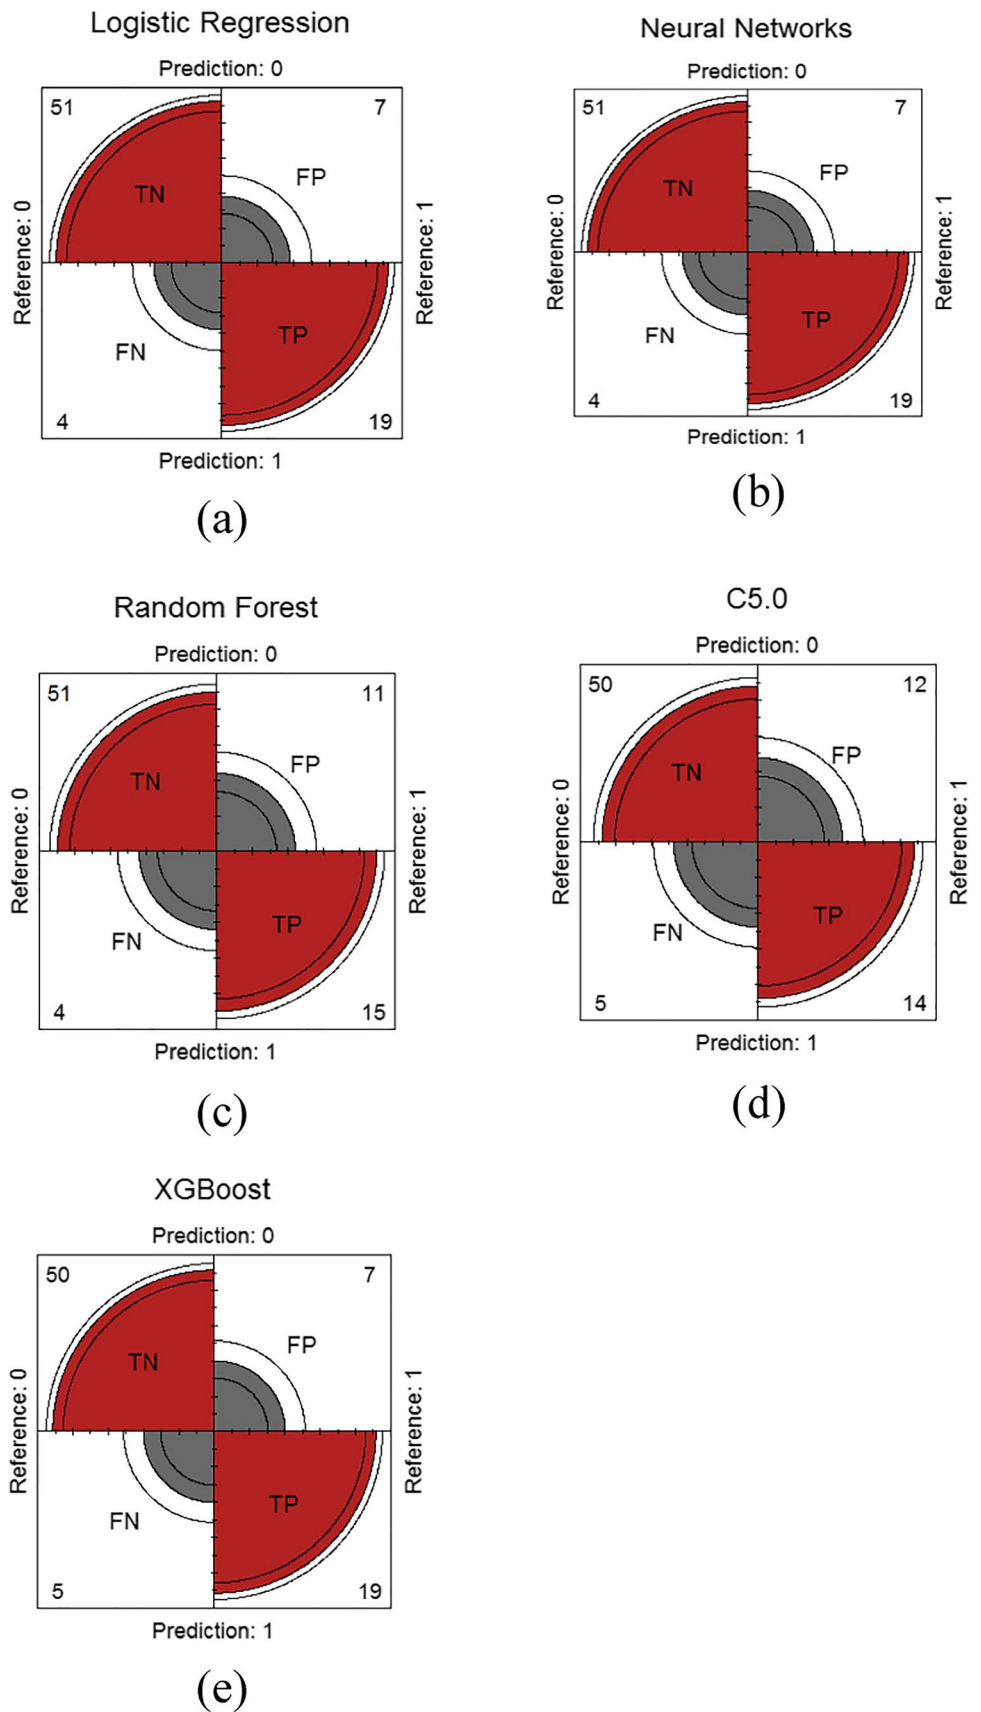 Logistic Regression
Prediction: 0
51
7
TN
FP
Reference: 0
Reference: 1
FN
TP
4
19
Prediction: 1
(a)
Neural Networks
Prediction: 0
51
7
TN
FP
Reference: 0
Reference: 1
FN
TP
4
19
Prediction: 1
(b)
Random Forest
Prediction: 0
51
11
TN
FP
Reference: 0
Reference: 1
FN
TP
4
15
Prediction: 1
(c)
C5.0
Prediction: 0
50
12
TN
FP
Reference: 0
Reference: 1
FN
TP
5
14
Prediction: 1
(d)
XGBoost
Prediction: 0
50
7
TN
FP
Reference: 0
Reference: 1
FN
TP
5
19
Prediction: 1
(e)